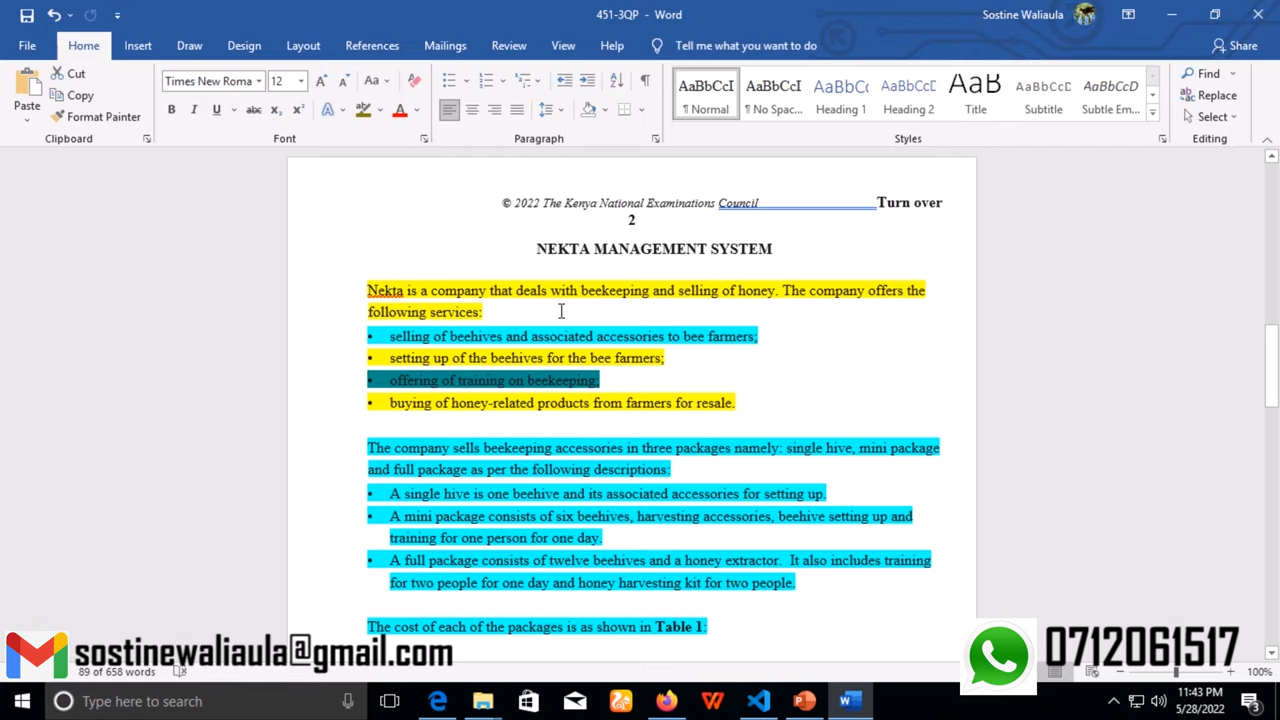 451-3QP - Word
Sostine Waliaula
File Home Insert Draw Design Layout References Mailings Review View Help Tell me what you want to do Share
Paste
Cut
Copy
Format Painter
Clipboard
Times New Roma 12
Font
Paragraph
AaBbCcI AaBbCcI AaBbCc AaBbCcD AaB AaBbCcD AaBbCcD
¶ Normal ¶ No Spac... Heading 1 Heading 2 Title Subtitle Subtle Em...
Styles
Find
Replace
Select
Editing
© 2022 The Kenya National Examinations Council Turn over
2
NEKTA MANAGEMENT SYSTEM
Nekta is a company that deals with beekeeping and selling of honey. The company offers the
following services:
• selling of beehives and associated accessories to bee farmers;
• setting up of the beehives for the bee farmers;
• offering of training on beekeeping;
• buying of honey-related products from farmers for resale.
The company sells beekeeping accessories in three packages namely: single hive, mini package
and full package as per the following descriptions:
• A single hive is one beehive and its associated accessories for setting up.
• A mini package consists of six beehives, harvesting accessories, beehive setting up and
training for one person for one day.
• A full package consists of twelve beehives and a honey extractor. It also includes training
for two people for one day and honey harvesting kit for two people.
The cost of each of the packages is as shown in Table 1:
sostinewaliaula@gmail.com
0712061517
89 of 658 words
100%
Type here to search
11:43 PM
5/28/2022
3